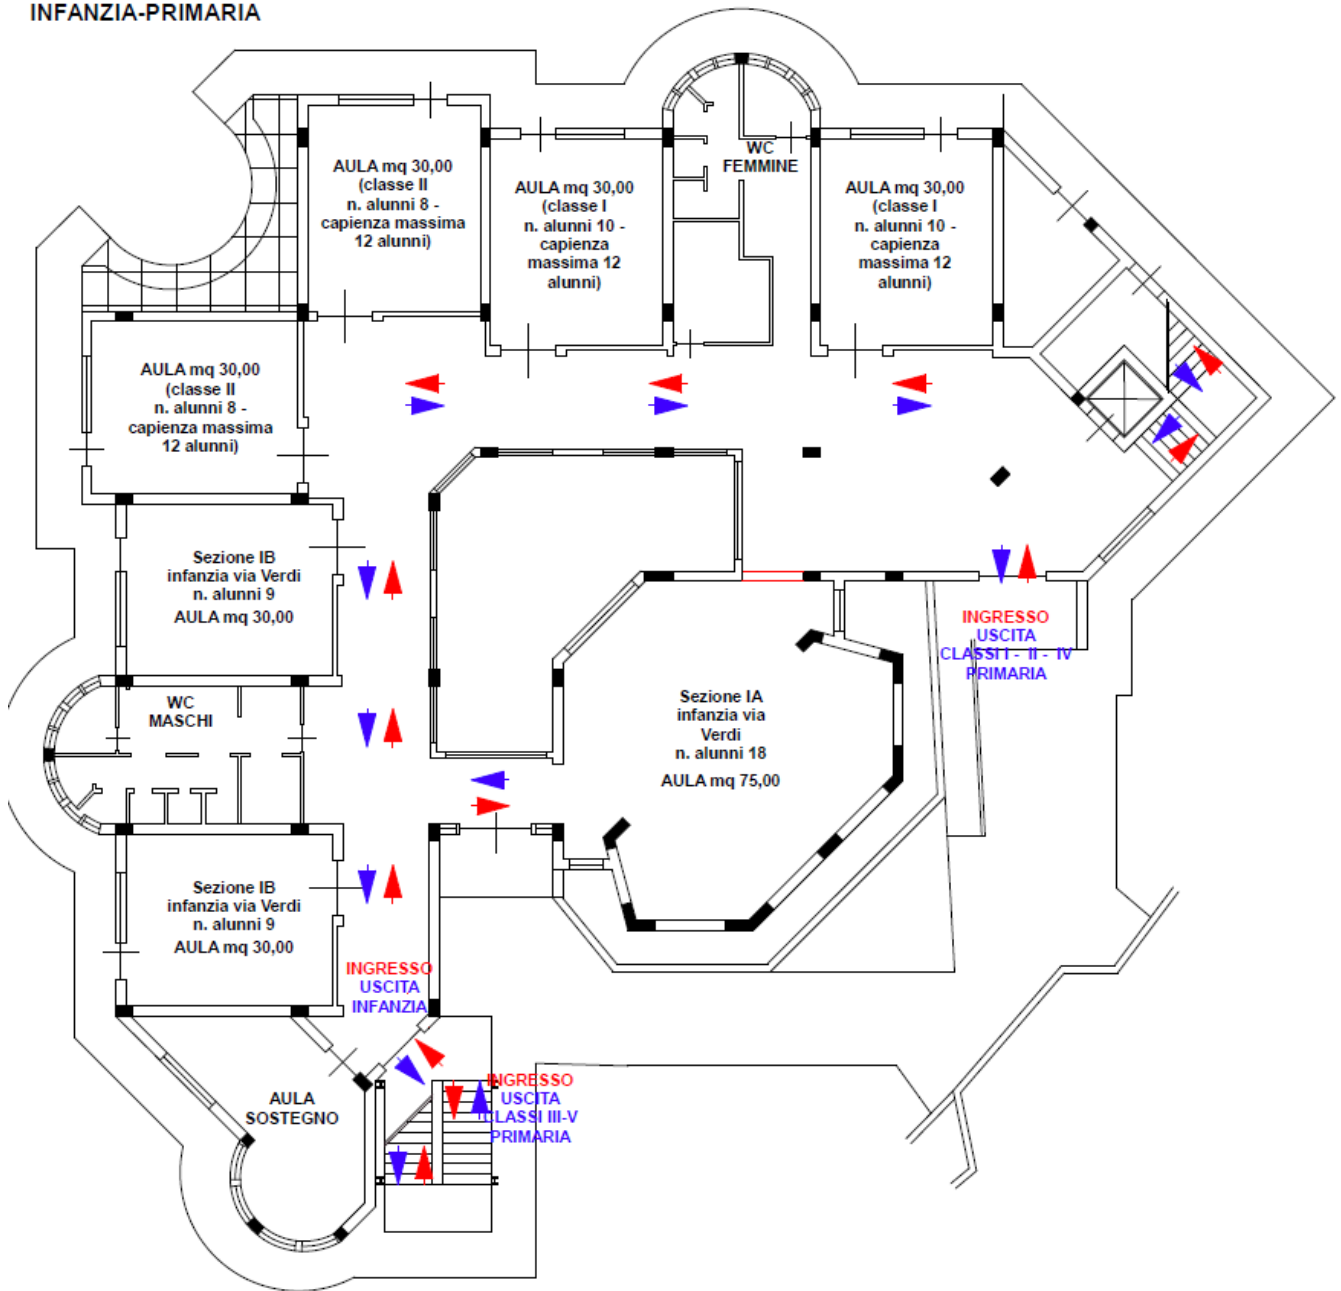 INFANZIA-PRIMARIA
AULA mq 30,00
(classe II
n. alunni 8 -
capienza massima
12 alunni)
AULA mq 30,00
(classe I
n. alunni 10 -
capienza
massima 12
alunni)
WC
FEMMINE
AULA mq 30,00
(classe I
n. alunni 10 -
capienza
massima 12
alunni)
AULA mq 30,00
(classe II
n. alunni 8 -
capienza massima
12 alunni)
Sezione IB
infanzia via Verdi
n. alunni 9
AULA mq 30,00
INGRESSO
USCITA
CLASSI I - II - IV
PRIMARIA
WC
MASCHI
Sezione IA
infanzia via
Verdi
n. alunni 18
AULA mq 75,00
Sezione IB
infanzia via Verdi
n. alunni 9
AULA mq 30,00
INGRESSO
USCITA
INFANZIA
AULA
SOSTEGNO
INGRESSO
USCITA
CLASSI III-V
PRIMARIA